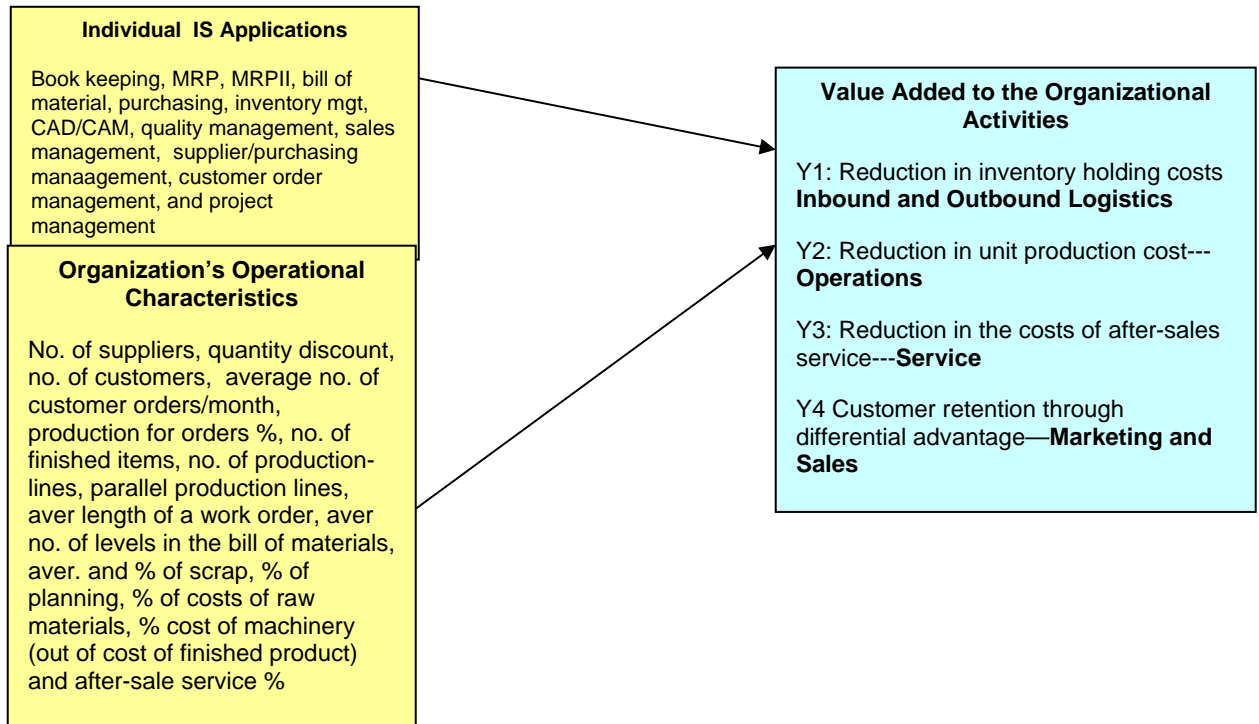 Individual IS Applications
Book keeping, MRP, MRPII, bill of
material, purchasing, inventory mgt,
CAD/CAM, quality management, sales
management, supplier/purchasing
manaagement, customer order
management, and project
management
Organization's Operational
Characteristics
No. of suppliers, quantity discount,
no. of customers, average no. of
customer orders/month,
production for orders %, no. of
finished items, no. of production-
lines, parallel production lines,
aver length of a work order, aver
no. of levels in the bill of materials,
aver. and % of scrap, % of
planning, % of costs of raw
materials, % cost of machinery
(out of cost of finished product)
and after-sale service %
Value Added to the Organizational
Activities
Y1: Reduction in inventory holding costs
Inbound and Outbound Logistics
Y2: Reduction in unit production cost---
Operations
Y3: Reduction in the costs of after-sales
service---Service
Y4 Customer retention through
differential advantage—Marketing and
Sales